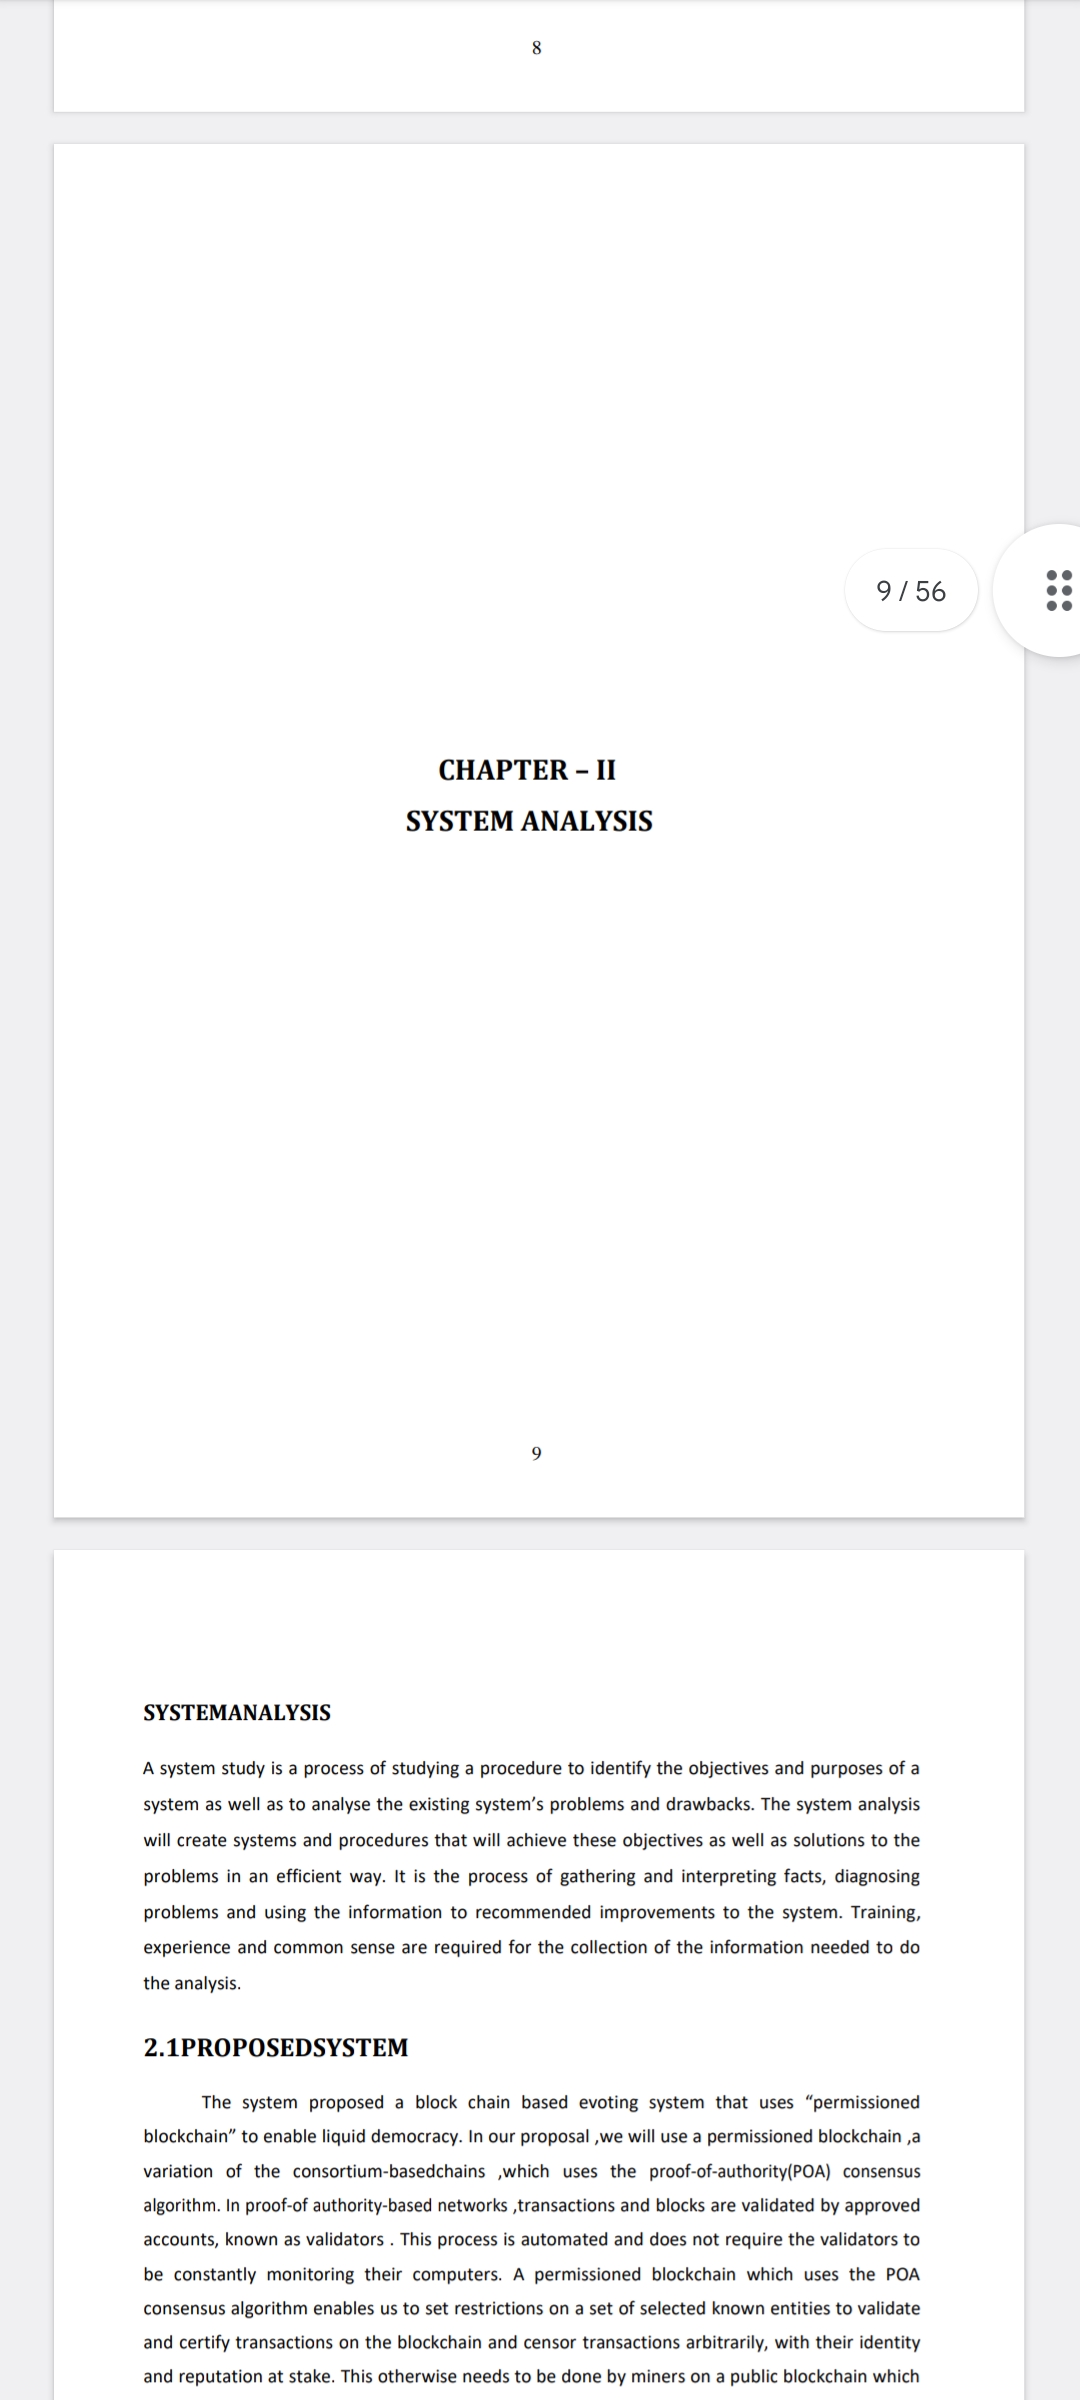 8
9 / 56
CHAPTER – II
SYSTEM ANALYSIS
9
SYSTEMANALYSIS
A system study is a process of studying a procedure to identify the objectives and purposes of a
system as well as to analyse the existing system’s problems and drawbacks. The system analysis
will create systems and procedures that will achieve these objectives as well as solutions to the
problems in an efficient way. It is the process of gathering and interpreting facts, diagnosing
problems and using the information to recommended improvements to the system. Training,
experience and common sense are required for the collection of the information needed to do
the analysis.
2.1PROPOSEDSYSTEM
The system proposed a block chain based evoting system that uses “permissioned
blockchain” to enable liquid democracy. In our proposal ,we will use a permissioned blockchain ,a
variation of the consortium-basedchains ,which uses the proof-of-authority(POA) consensus
algorithm. In proof-of authority-based networks ,transactions and blocks are validated by approved
accounts, known as validators . This process is automated and does not require the validators to
be constantly monitoring their computers. A permissioned blockchain which uses the POA
consensus algorithm enables us to set restrictions on a set of selected known entities to validate
and certify transactions on the blockchain and censor transactions arbitrarily, with their identity
and reputation at stake. This otherwise needs to be done by miners on a public blockchain which